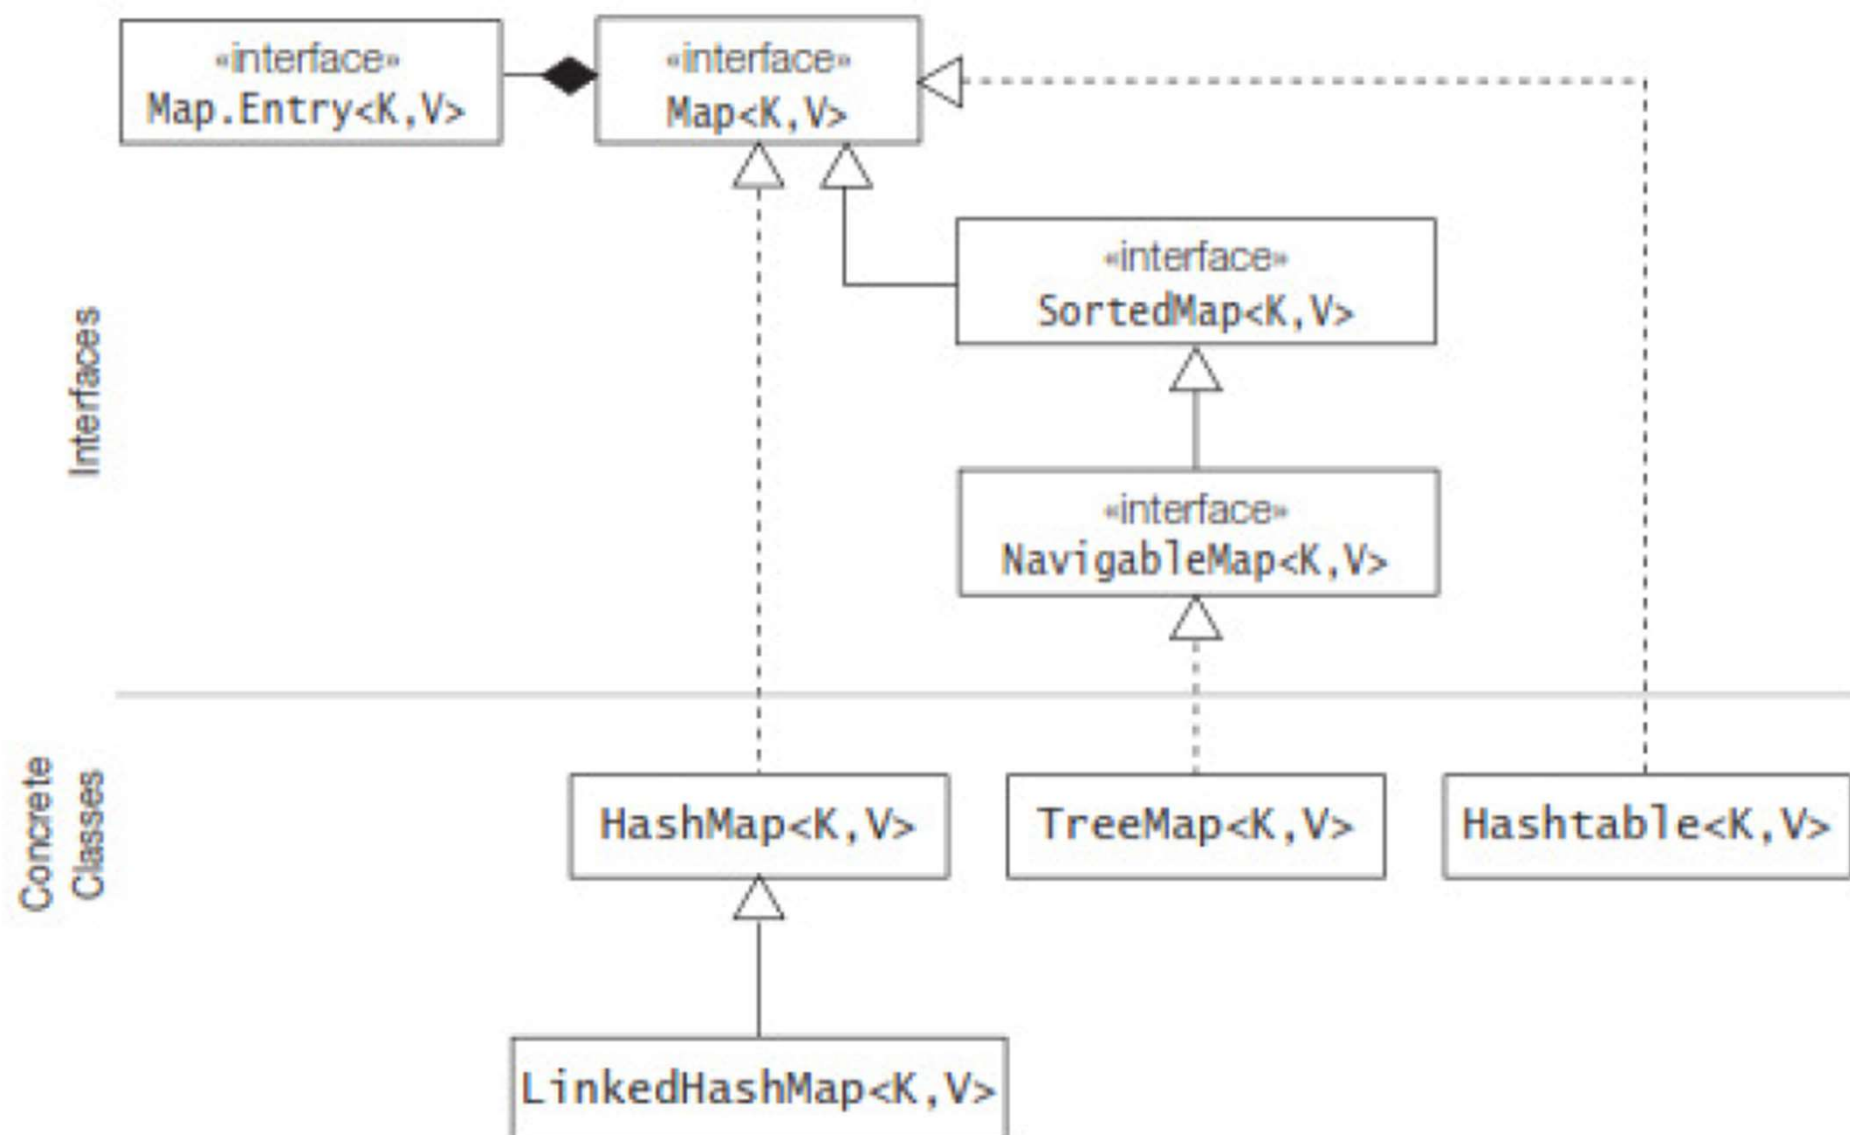 «interface»
Map.Entry<K,V>
«interface»
Map<K,V>
«interface»
SortedMap<K,V>
Interfaces
«interface»
NavigableMap<K,V>
Concrete
Classes
HashMap<K,V>
TreeMap<K,V>
Hashtable<K,V>
LinkedHashMap<K,V>